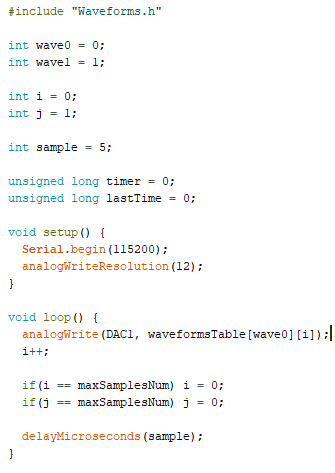 #include "Waveforms.h"
int wave0 = 0;
int wave1 = 1;
int i = 0;
int j = 1;
int sample = 5;
unsigned long timer = 0;
unsigned long lastTime = 0;
void setup() {
  Serial.begin(115200);
  analogWriteResolution(12);
}
void loop() {
  analogWrite(DAC1, waveformsTable[wave0][i]);
  i++;
  if(i == maxSamplesNum) i = 0;
  if(j == maxSamplesNum) j = 0;
  delayMicroseconds(sample);
}